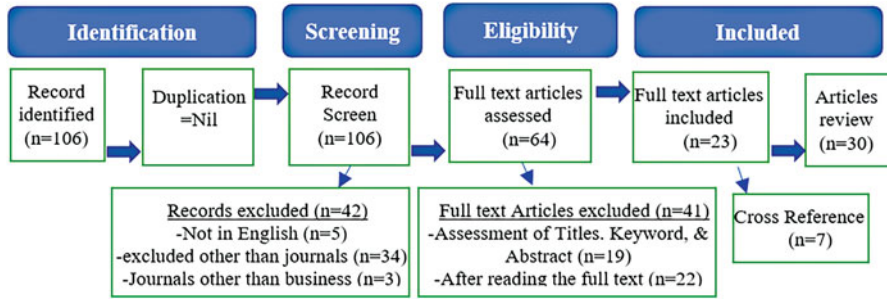 Identification
Screening
Eligibility
Included
Record
identified
(n=106)
Duplication
=Nil
Record
Screen
(n=106)
Full text articles
assessed
(n=64)
Full text articles
included
(n=23)
Articles
review
(n=30)
Records excluded (n=42)
-Not in English (n=5)
-excluded other than journals (n=34)
-Journals other than business (n=3)
Full text Articles excluded (n=41)
-Assessment of Titles. Keyword, &
Abstract
(n=19)
-After reading the full text (n=22)
Cross Reference
(n=7)